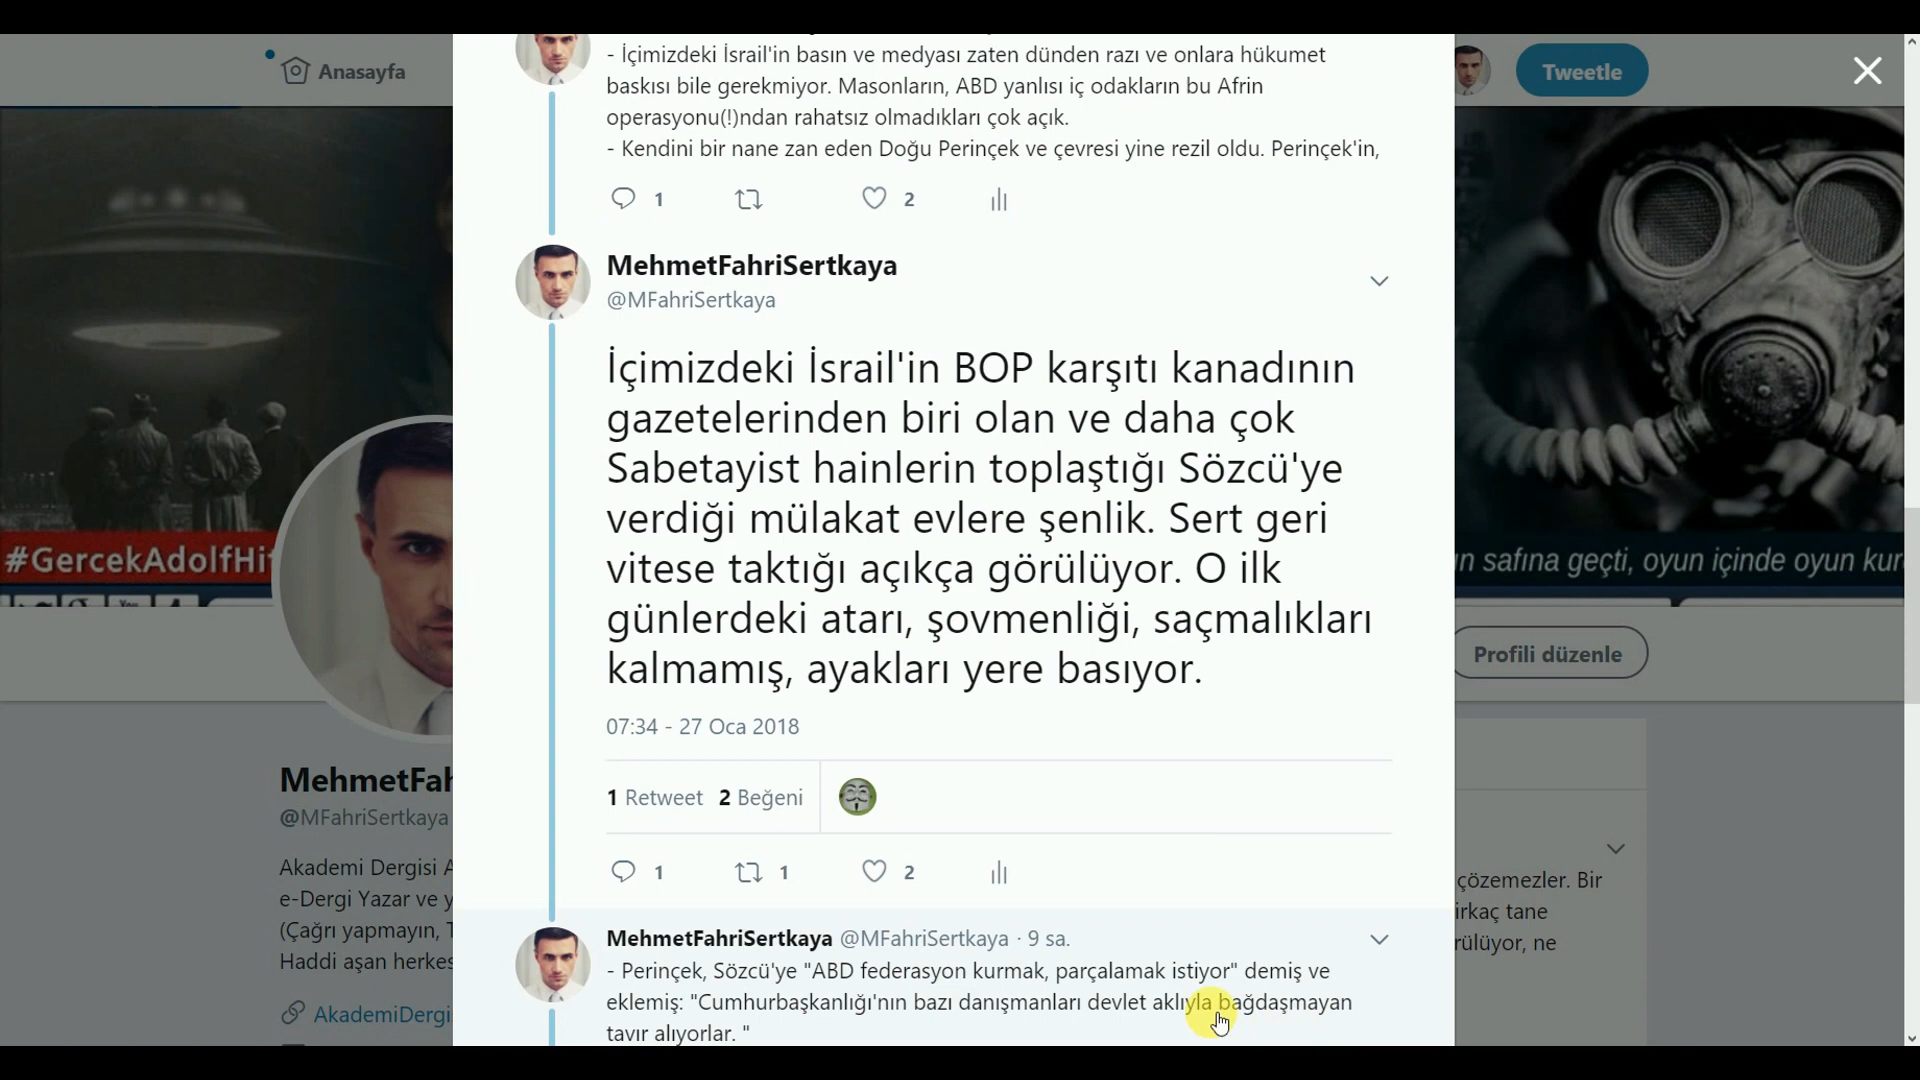 Anasayfa
Tweetle
- İçimizdeki İsrail'in basın ve medyası zaten dünden razı ve onlara hükumet
baskısı bile gerekmiyor. Masonların, ABD yanlısı iç odakların bu Afrin
operasyonu(!)ndan rahatsız olmadıkları çok açık.
- Kendini bir nane zan eden Doğu Perinçek ve çevresi yine rezil oldu. Perinçek'in,
1
2
MehmetFahriSertkaya
@MFahriSertkaya
İçimizdeki İsrail'in BOP karşıtı kanadının
gazetelerinden biri olan ve daha çok
Sabetayist hainlerin toplaştığı Sözcü'ye
verdiği mülakat evlere şenlik. Sert geri
vitese taktığı açıkça görülüyor. O ilk
günlerdeki atarı, şovmenliği, saçmalıkları
kalmamış, ayakları yere basıyor.
07:34 - 27 Oca 2018
1 Retweet 2 Beğeni
1
1
2
MehmetFahriSertkaya @MFahriSertkaya · 9 sa.
- Perinçek, Sözcü'ye "ABD federasyon kurmak, parçalamak istiyor" demiş ve
eklemiş: "Cumhurbaşkanlığı'nın bazı danışmanları devlet aklıyla bağdaşmayan
tavır alıyorlar. "
#GercekAdolfHit
MehmetFah
@MFahriSertkaya
Akademi Dergisi A
e-Dergi Yazar ve y
(Çağrı yapmayın, T
Haddi aşan herkes
AkademiDergi
n safına geçti, oyun içinde oyun kur
Profili düzenle
çözemezler. Bir
irkaç tane
rülüyor, ne